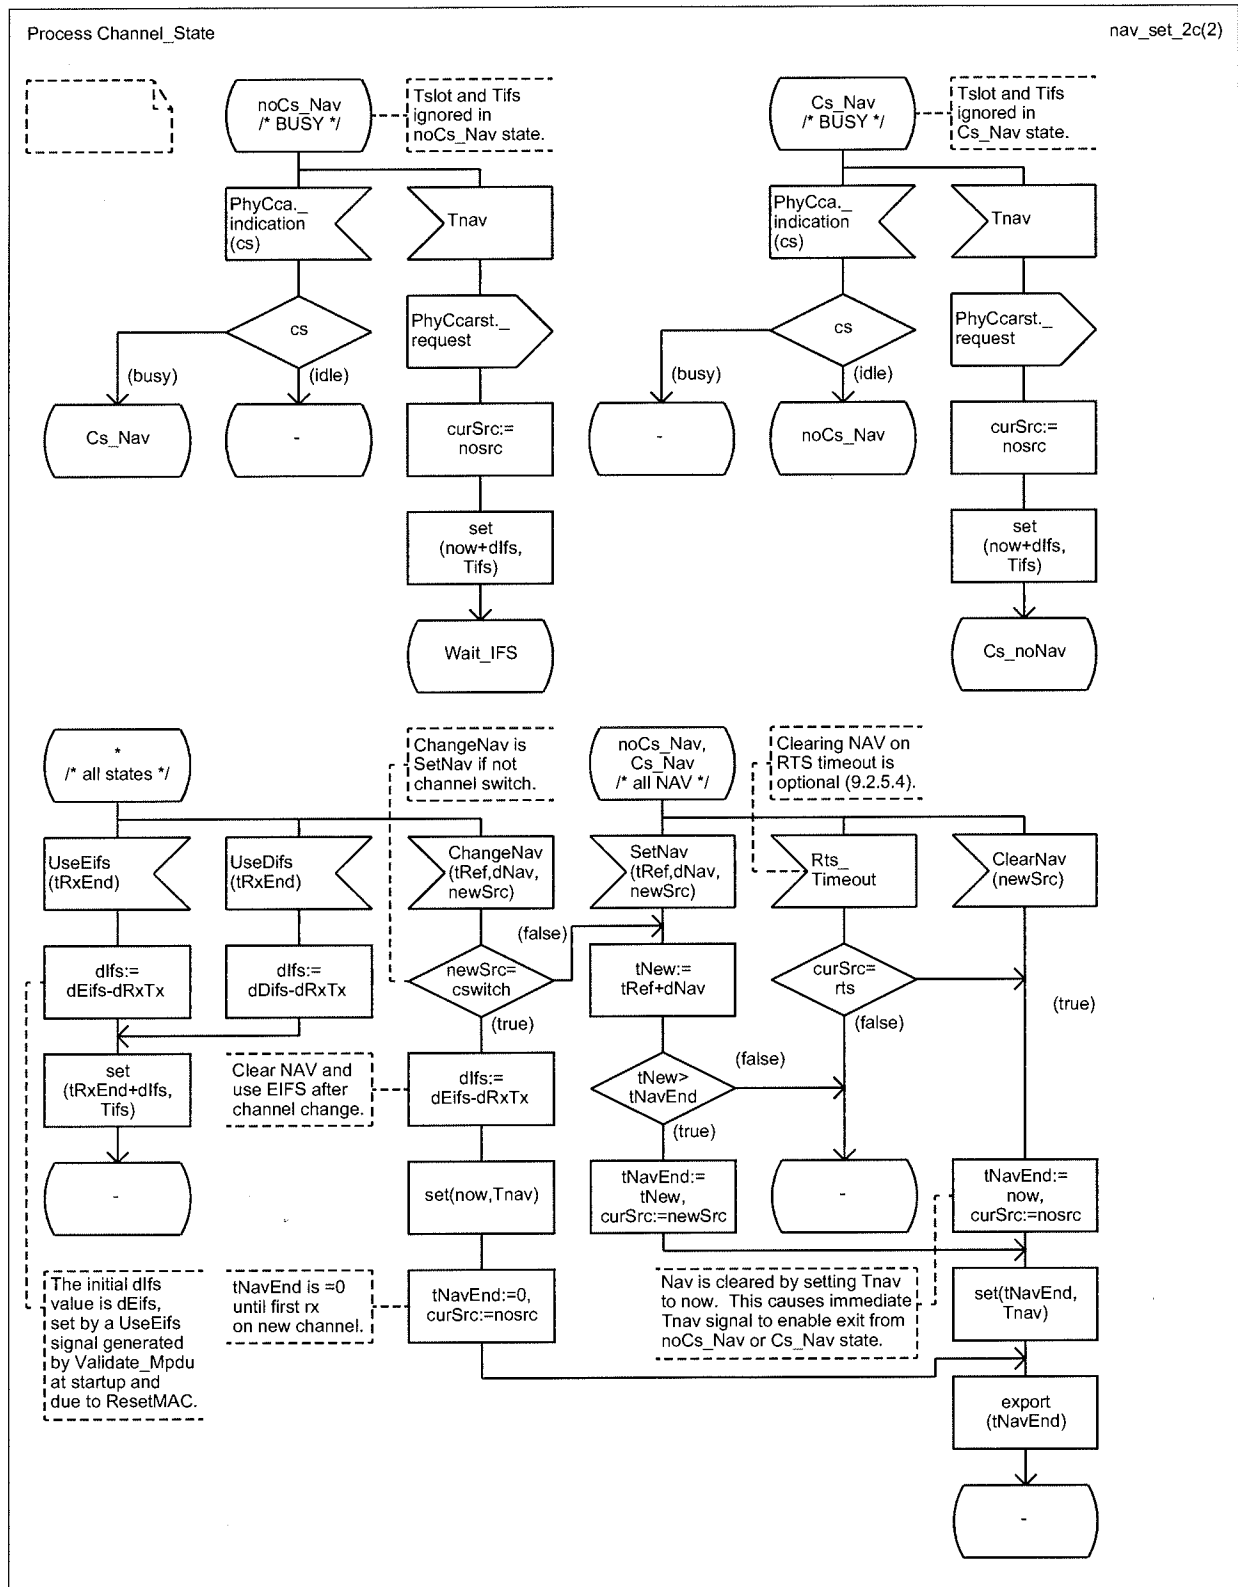 Process Channel_State
nav_set_2c(2)
noCs_Nav
/* BUSY */
Tslot and Tifs
ignored in
noCs_Nav state.
Cs_Nav
/* BUSY */
Tslot and Tifs
ignored in
Cs_Nav state.
PhyCca._
indication
(cs)
Tnav
PhyCca._
indication
(cs)
Tnav
cs
PhyCcarst._
request
cs
PhyCcarst._
request
(busy)
(idle)
(busy)
(idle)
Cs_Nav
-
curSrc:=
nosrc
-
noCs_Nav
curSrc:=
nosrc
set
(now+dIfs,
Tifs)
set
(now+dIfs,
Tifs)
Wait_IFS
Cs_noNav
*
/* all states */
ChangeNav is
SetNav if not
channel switch.
noCs_Nav,
Cs_Nav
/* all NAV */
Clearing NAV on
RTS timeout is
optional (9.2.5.4).
UseEifs
(tRxEnd)
UseDifs
(tRxEnd)
ChangeNav
(tRef,dNav,
newSrc)
SetNav
(tRef,dNav,
newSrc)
Rts_
Timeout
ClearNav
(newSrc)
(false)
dIfs:=
dEifs-dRxTx
dIfs:=
dDifs-dRxTx
newSrc=
cswitch
tNew:=
tRef+dNav
curSrc=
rts
(true)
(true)
(false)
set
(tRxEnd+dIfs,
Tifs)
Clear NAV and
use EIFS after
channel change.
dIfs:=
dEifs-dRxTx
tNew>
tNavEnd
(false)
(true)
-
set(now,Tnav)
tNavEnd:=
tNew,
curSrc:=newSrc
-
tNavEnd:=
now,
curSrc:=nosrc
The initial dIfs
value is dEifs,
set by a UseEifs
signal generated
by Validate_Mpdu
at startup and
due to ResetMAC.
tNavEnd is =0
until first rx
on new channel.
tNavEnd:=0,
curSrc:=nosrc
Nav is cleared by setting Tnav
to now. This causes immediate
Tnav signal to enable exit from
noCs_Nav or Cs_Nav state.
set(tNavEnd,
Tnav)
export
(tNavEnd)
-